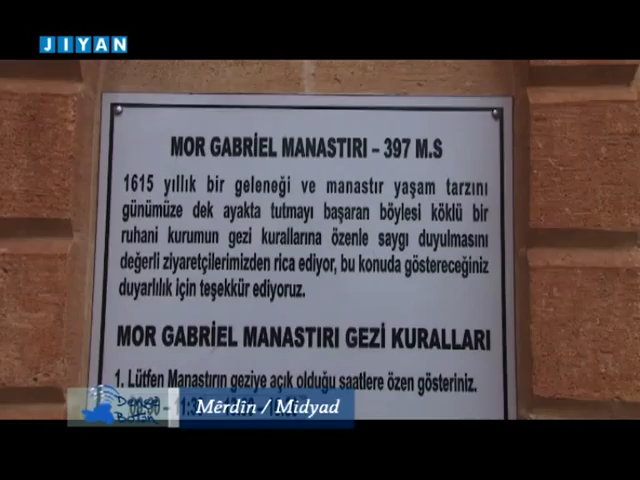 JIYAN
MOR GABRİEL MANASTIRI – 397 M.S
1615 yıllık bir geleneği ve manastır yaşam tarzını
günümüze dek ayakta tutmayı başaran böylesi köklü bir
ruhani kurumun gezi kurallarına özenle saygı duyulmasını
değerli ziyaretçilerimizden rica ediyor, bu konuda göstereceğiniz
duyarlılık için teşekkür ediyoruz.
MOR GABRİEL MANASTIRI GEZİ KURALLARI
1. Lütfen Manastırın geziye açık olduğu saatlere özen gösteriniz.
Mêrdîn / Midyad